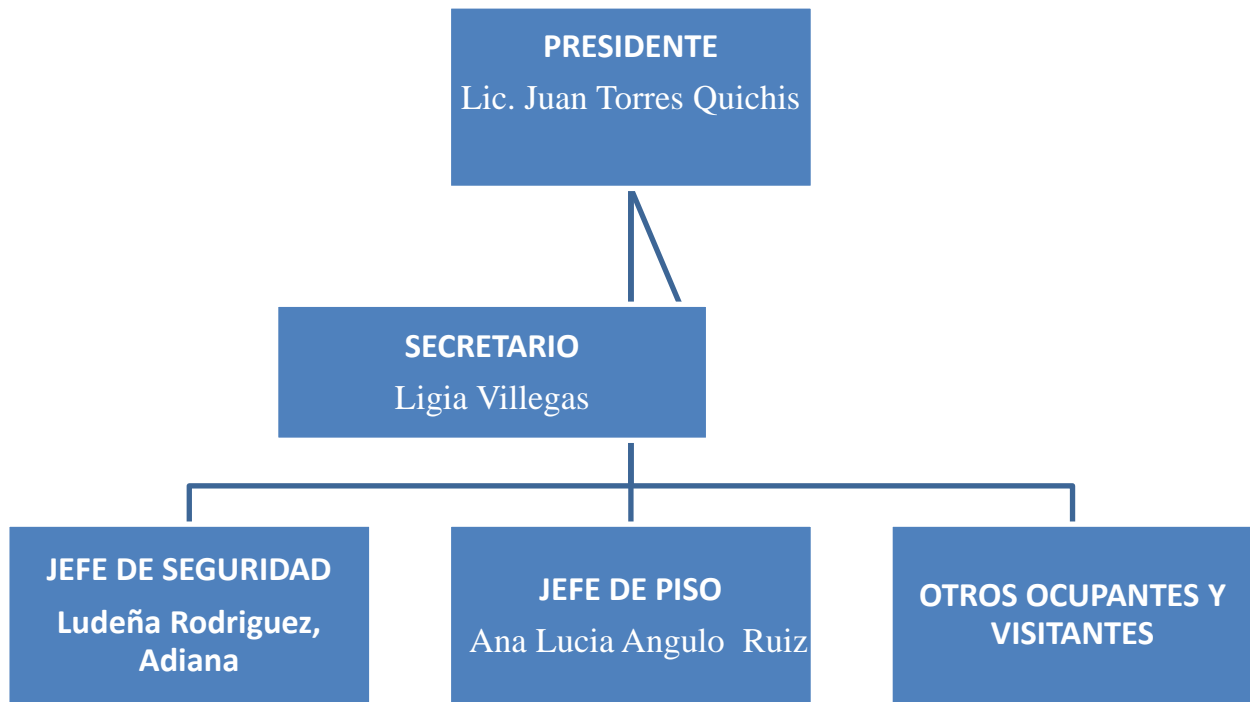 PRESIDENTE
Lic. Juan Torres Quichis
SECRETARIO
Ligia Villegas
JEFE DE SEGURIDAD
Ludeña Rodriguez,
Adiana
JEFE DE PISO
Ana Lucia Angulo Ruiz
OTROS OCUPANTES Y
VISITANTES